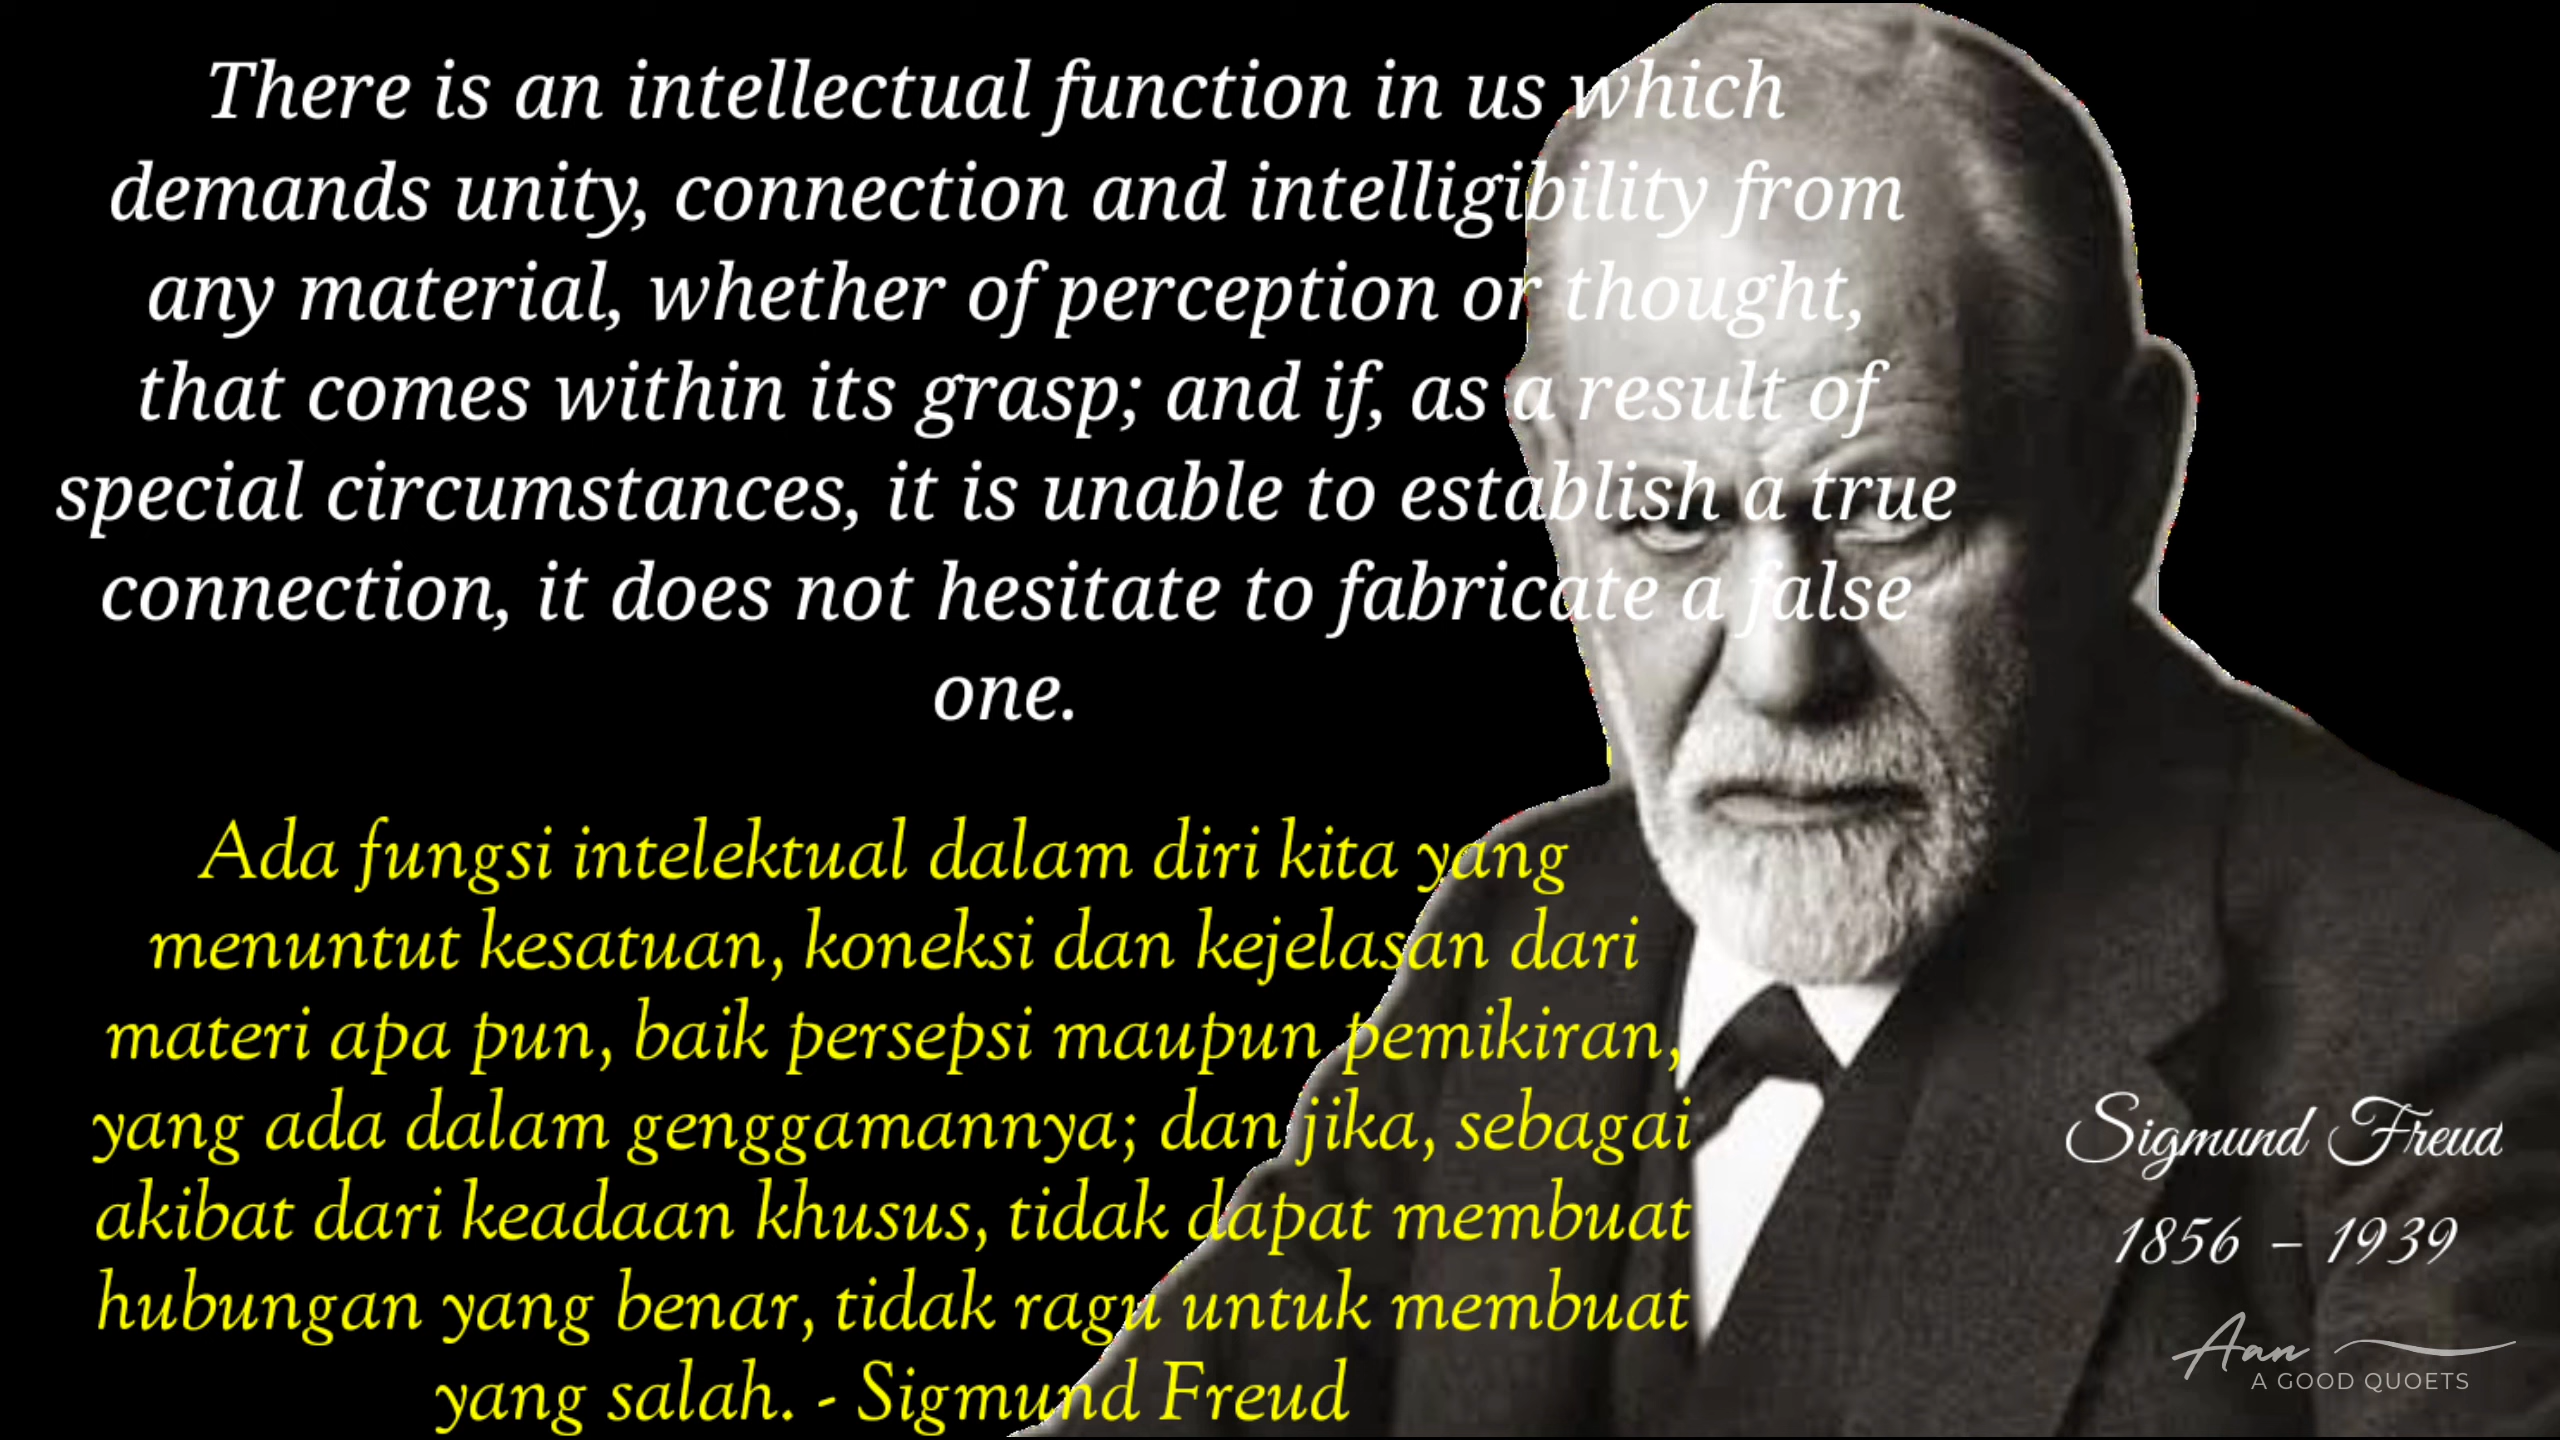 There is an intellectual function in us which
demands unity, connection and intelligibility from
any material, whether of perception or thought,
that comes within its grasp; and if, as a result of
special circumstances, it is unable to establish a true
connection, it does not hesitate to fabricate a false
one.
Ada fungsi intelektual dalam diri kita yang
menuntut kesatuan, koneksi dan kejelasan dari
materi apa pun, baik persepsi maupun pemikiran,
yang ada dalam genggamannya; dan jika, sebagai
akibat dari keadaan khusus, tidak dapat membuat
hubungan yang benar, tidak ragu untuk membuat
yang salah. - Sigmund Freud
Sigmund Freud
1856 – 1939
Aan
A GOOD QUOETS